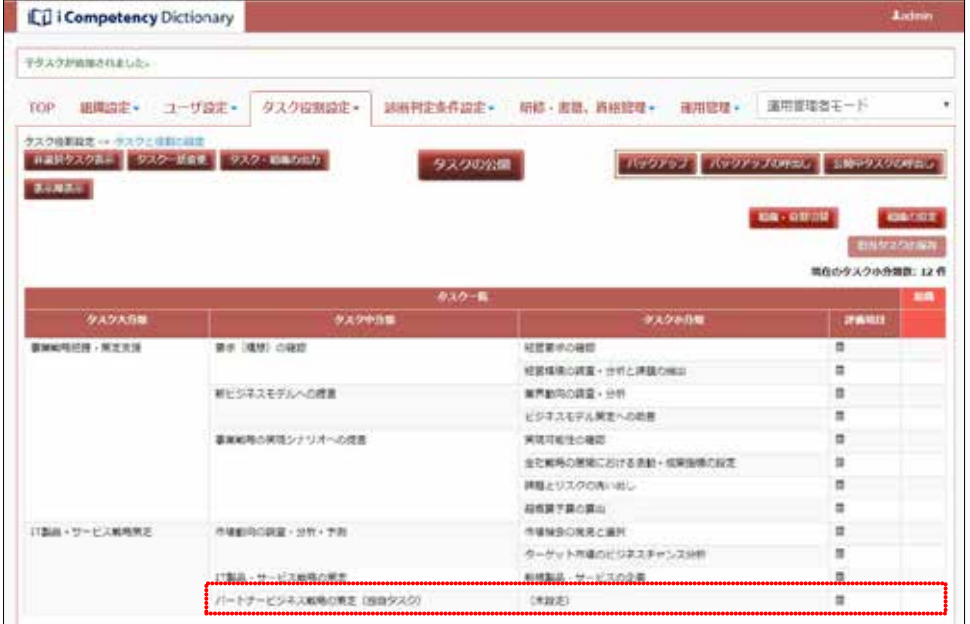 i Competency Dictionary
子タスクが追加されました。
TOP 組織設定 ユーザ設定 タスク役割設定 診断判定条件設定 研修・書籍、資格管理 運用管理 運用管理者モード
タスク役割設定 タスクと役割の設定
非選択タスク表示 タスク一括変更 タスク・組織の出力 タスクの公開 バックアップ バックアップの呼出し 公開中タスクの呼出し
表示順表示
組織・役割
現在のタスク小分類数: 12 件
タスク一覧 組織
タスク大分類 タスク中分類 タスク小分類 評価項目
事業戦略把握・策定支援 要求(構想)の確認 経営要求の確認
経営環境の調査・分析と課題の抽出
新ビジネスモデルへの提言 業界動向の調査・分析
ビジネスモデル策定への助言
事業戦略の実現シナリオへの提言 実現可能性の確認
全社戦略の展開における活動・成果指標の設定
課題とリスクの洗い出し
超概算予算の算出
IT製品・サービス戦略策定 市場動向の調査・分析・予測 市場機会の発見と選択
ターゲット市場のビジネスチャンス分析
IT製品・サービス戦略の策定 新規製品・サービスの企画
パートナービジネス戦略の策定(独自タスク) (未設定)